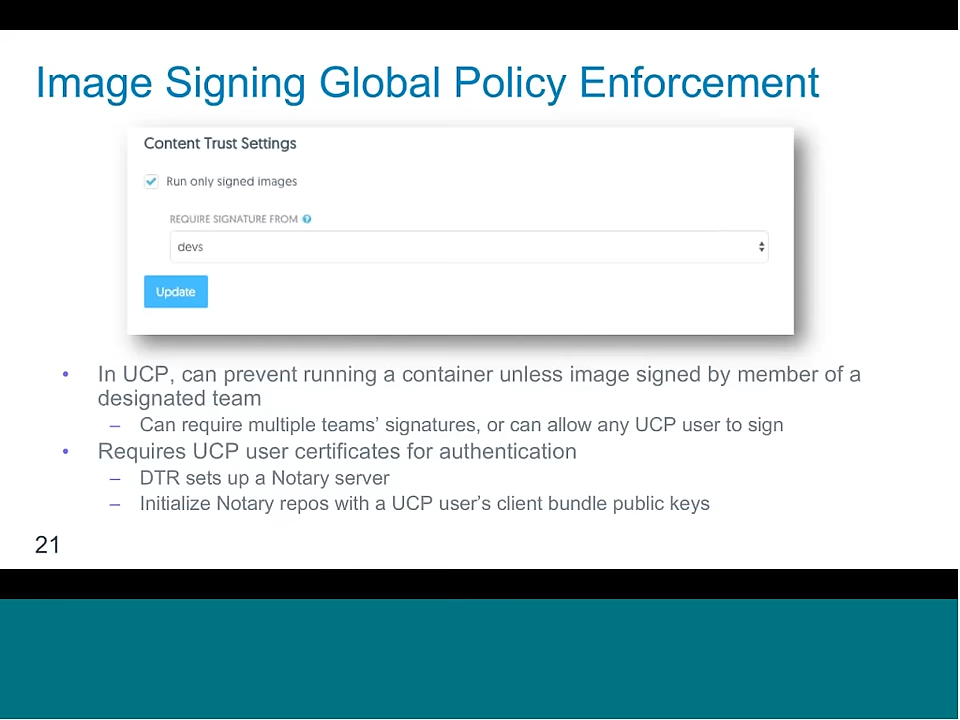 Image Signing Global Policy Enforcement
Content Trust Settings
Run only signed images
REQUIRE SIGNATURE FROM ?
devs
Update
• In UCP, can prevent running a container unless image signed by member of a
designated team
– Can require multiple teams’ signatures, or can allow any UCP user to sign
• Requires UCP user certificates for authentication
– DTR sets up a Notary server
– Initialize Notary repos with a UCP user’s client bundle public keys
21